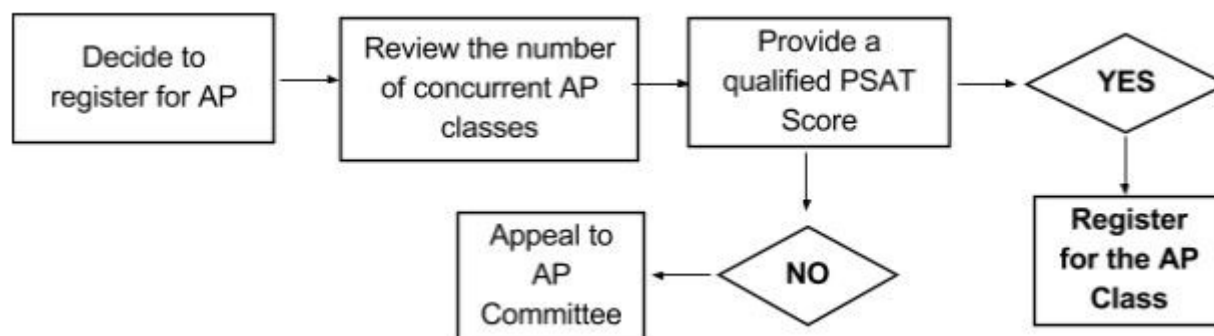 Decide to
register for AP
Review the number
of concurrent AP
classes
Provide a
qualified PSAT
Score
YES
Register
for the AP
Class
NO
Appeal to
AP
Committee